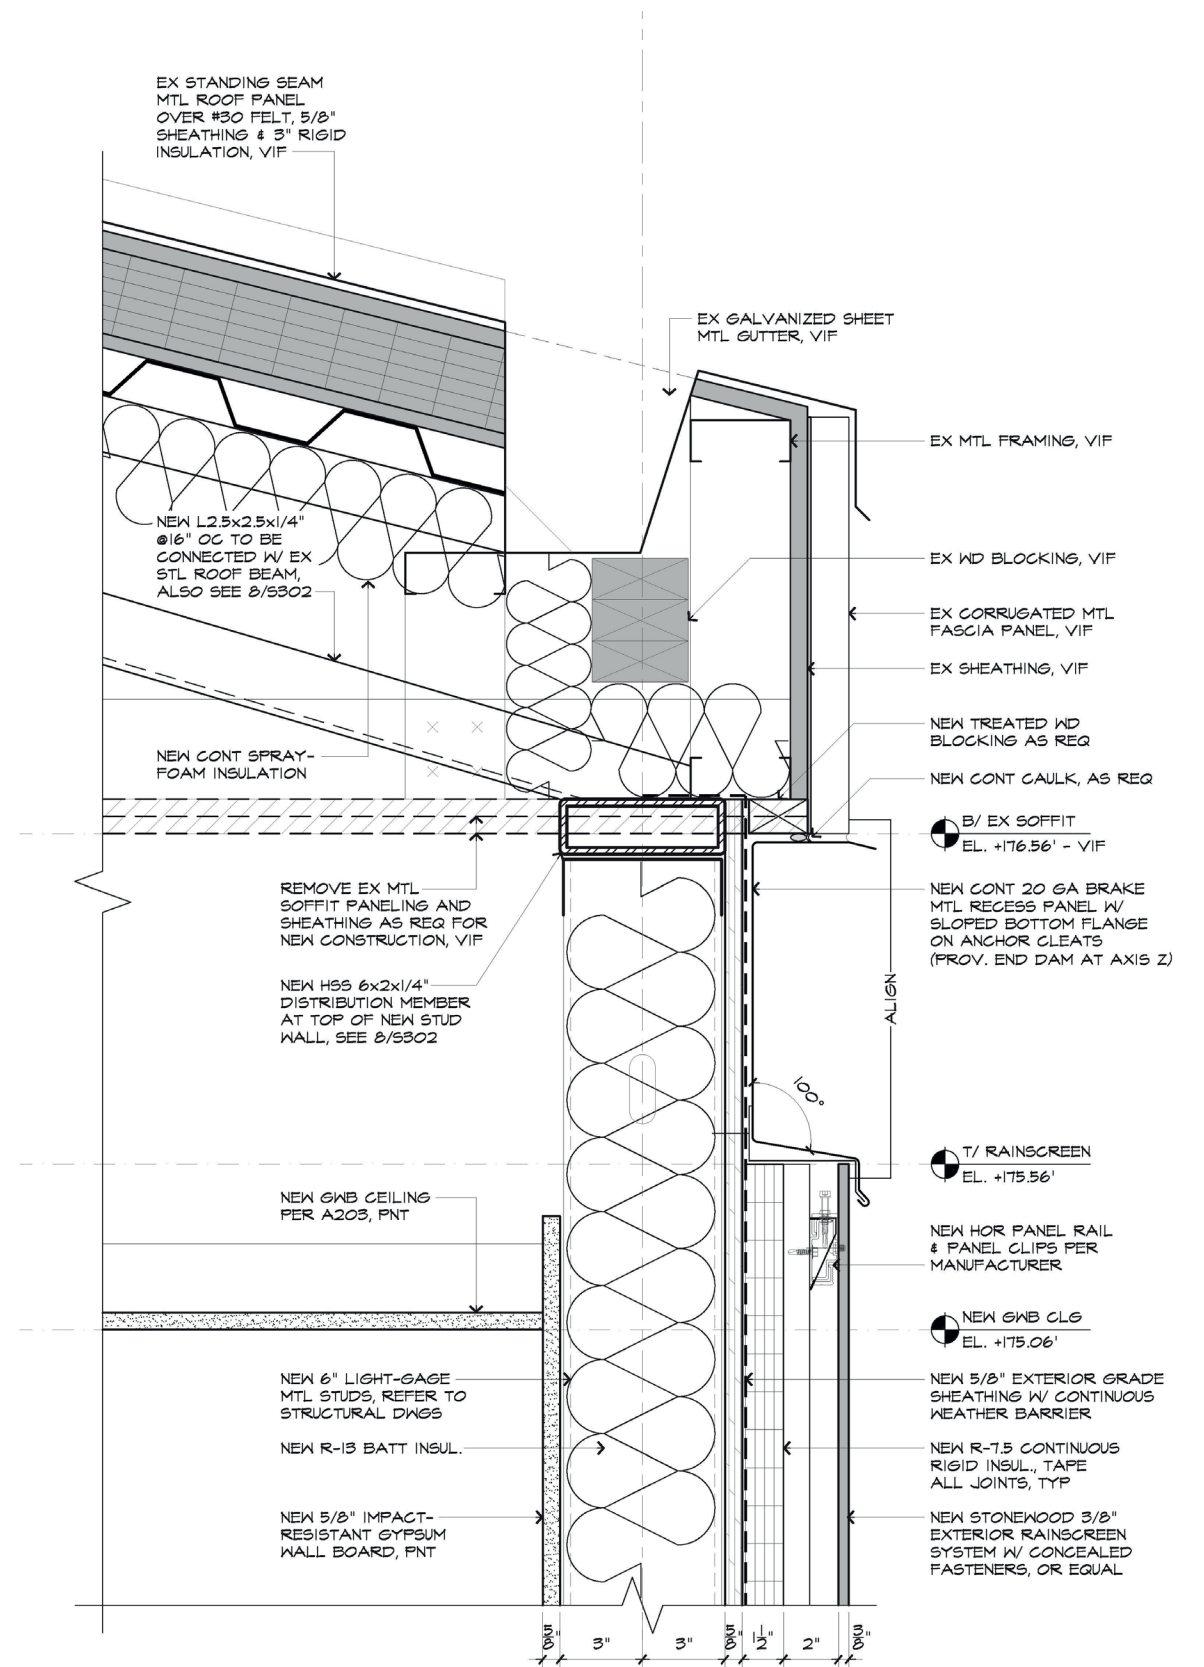 EX STANDING SEAM
MTL ROOF PANEL
OVER #30 FELT, 5/8"
SHEATHING & 3" RIGID
INSULATION, VIF
EX GALVANIZED SHEET
MTL GUTTER, VIF
EX MTL FRAMING, VIF
NEW L2.5x2.5x1/4"
@16" OC TO BE
CONNECTED W/ EX
STL ROOF BEAM,
ALSO SEE 8/S302
EX WD BLOCKING, VIF
EX CORRUGATED MTL
FASCIA PANEL, VIF
EX SHEATHING, VIF
NEW TREATED WD
BLOCKING AS REQ
NEW CONT SPRAY-
FOAM INSULATION
NEW CONT CAULK, AS REQ
B/ EX SOFFIT
EL. +176.56' - VIF
REMOVE EX MTL
SOFFIT PANELING AND
SHEATHING AS REQ FOR
NEW CONSTRUCTION, VIF
NEW CONT 20 GA BRAKE
MTL RECESS PANEL W/
SLOPED BOTTOM FLANGE
ON ANCHOR CLEATS
(PROV. END DAM AT AXIS Z)
NEW HSS 6x2x1/4"
DISTRIBUTION MEMBER
AT TOP OF NEW STUD
WALL, SEE 8/S302
ALIGN
100°
T/ RAINSCREEN
EL. +175.56'
NEW GWB CEILING
PER A203, PNT
NEW HOR PANEL RAIL
& PANEL CLIPS PER
MANUFACTURER
NEW GWB CLG
EL. +175.06'
NEW 6" LIGHT-GAGE
MTL STUDS, REFER TO
STRUCTURAL DWGS
NEW 5/8" EXTERIOR GRADE
SHEATHING W/ CONTINUOUS
WEATHER BARRIER
NEW R-13 BATT INSUL.
NEW R-7.5 CONTINUOUS
RIGID INSUL., TAPE
ALL JOINTS, TYP
NEW 5/8" IMPACT-
RESISTANT GYPSUM
WALL BOARD, PNT
NEW STONEWOOD 3/8"
EXTERIOR RAINSCREEN
SYSTEM W/ CONCEALED
FASTENERS, OR EQUAL
5/8" 3" 3" 5/8" 1 1/2" 2" 3/8"